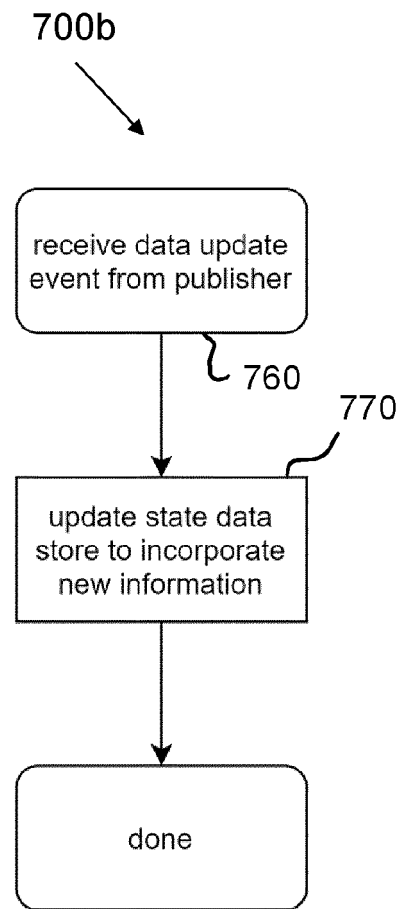 700b
receive data update
event from publisher
760
770
update state data
store to incorporate
new information
done